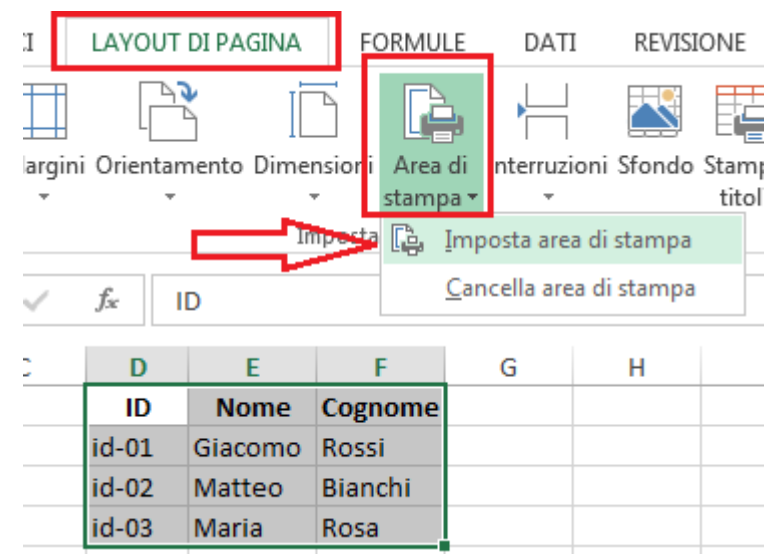 LAYOUT DI PAGINA FORMULE DATI REVISIONE
Orientamento Dimensioni Area di stampa Sfondo
Imposta area di stampa
Cancella area di stampa
fx ID
D E F G H
ID Nome Cognome
id-01 Giacomo Rossi
id-02 Matteo Bianchi
id-03 Maria Rosa